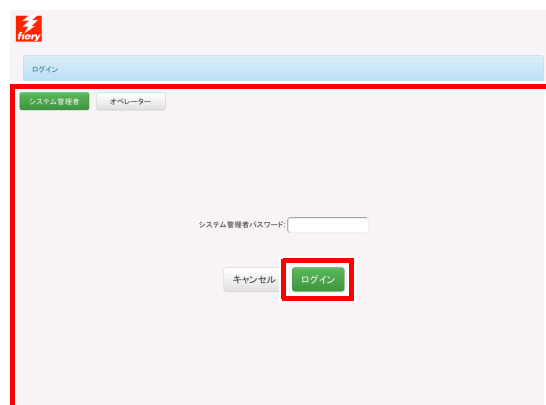 fiery
ログイン
システム管理者 オペレーター
システム管理者パスワード:
キャンセル ログイン